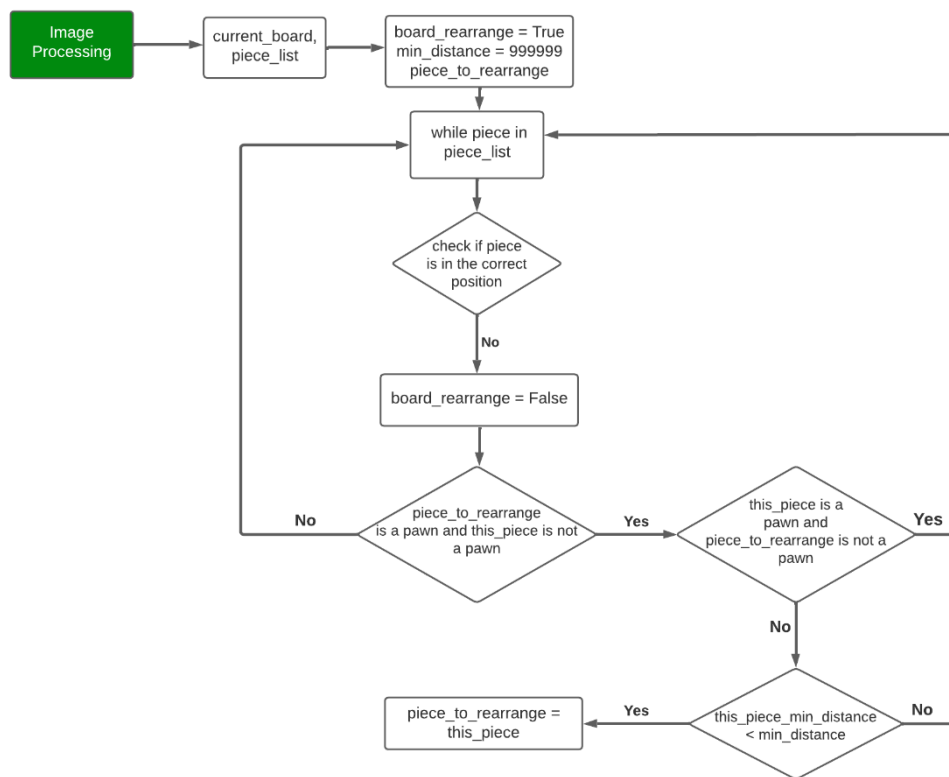 Image
Processing
current_board,
piece_list
board_rearrange = True
min_distance = 999999
piece_to_rearrange
while piece in
piece_list
check if piece
is in the correct
position
No
board_rearrange = False
piece_to_rearrange
is a pawn and this_piece is not
a pawn
No
Yes
this_piece is a
pawn and
piece_to_rearrange is not a
pawn
Yes
No
this_piece_min_distance
< min_distance
Yes
No
piece_to_rearrange =
this_piece